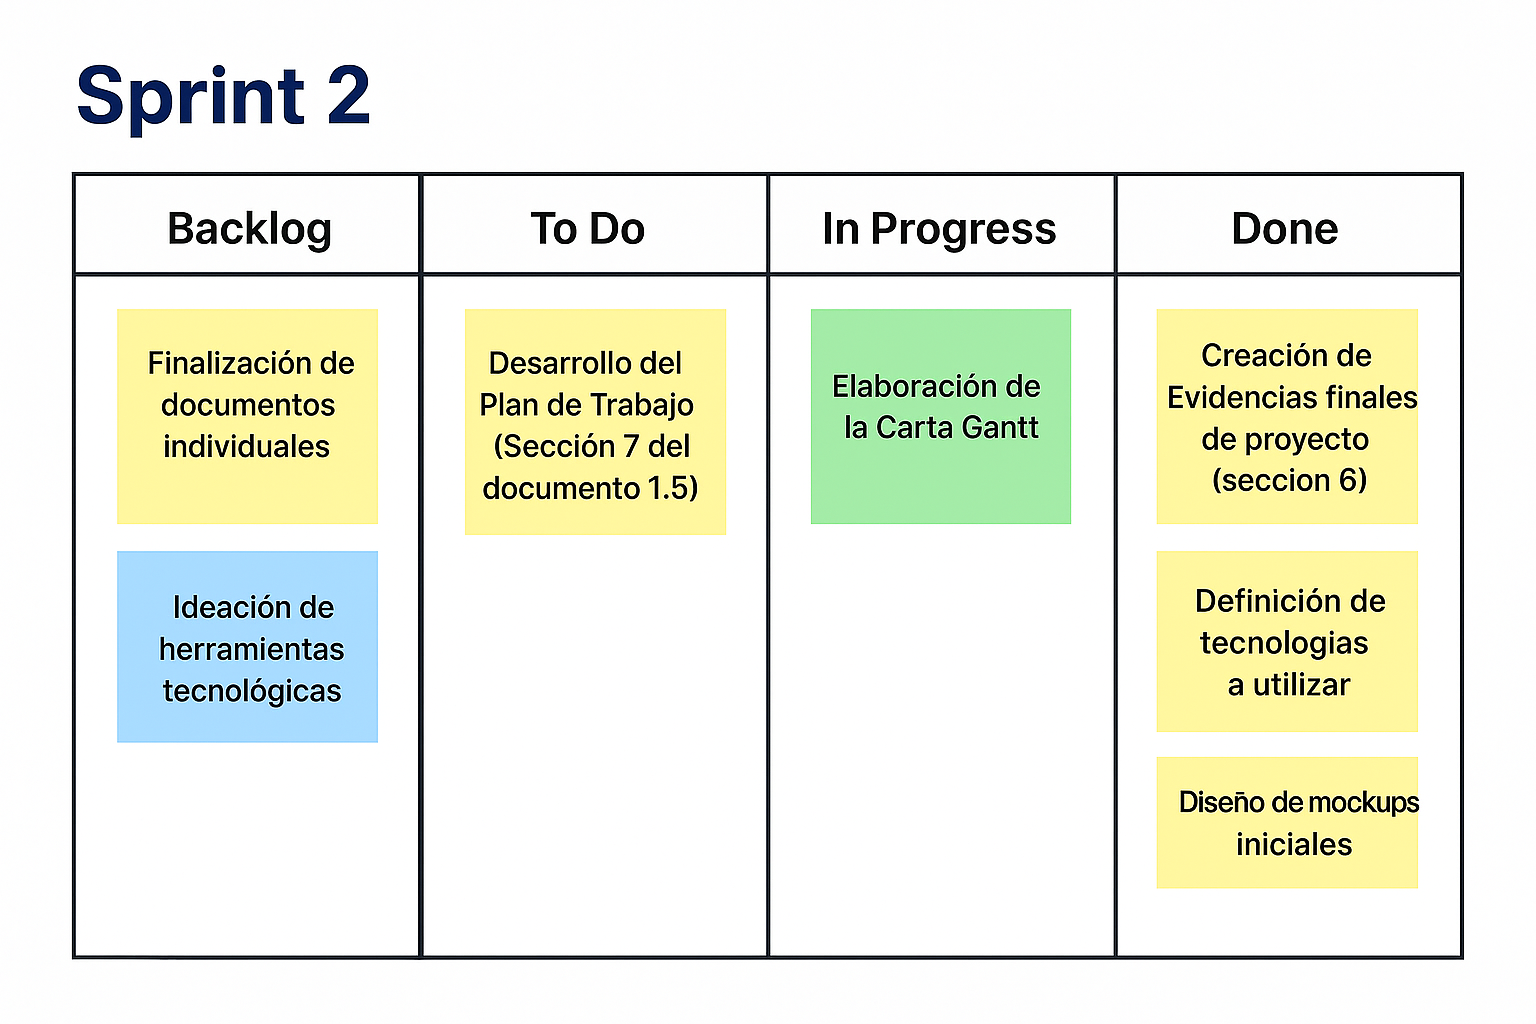 Sprint 2
Backlog
To Do
In Progress
Done
Finalización de
documentos
individuales
Ideación de
herramientas
tecnológicas
Desarrollo del
Plan de Trabajo
(Sección 7 del
documento 1.5)
Elaboración de
la Carta Gantt
Creación de
Evidencias finales
de proyecto
(seccion 6)
Definición de
tecnologias
a utilizar
Diseño de mockups
iniciales